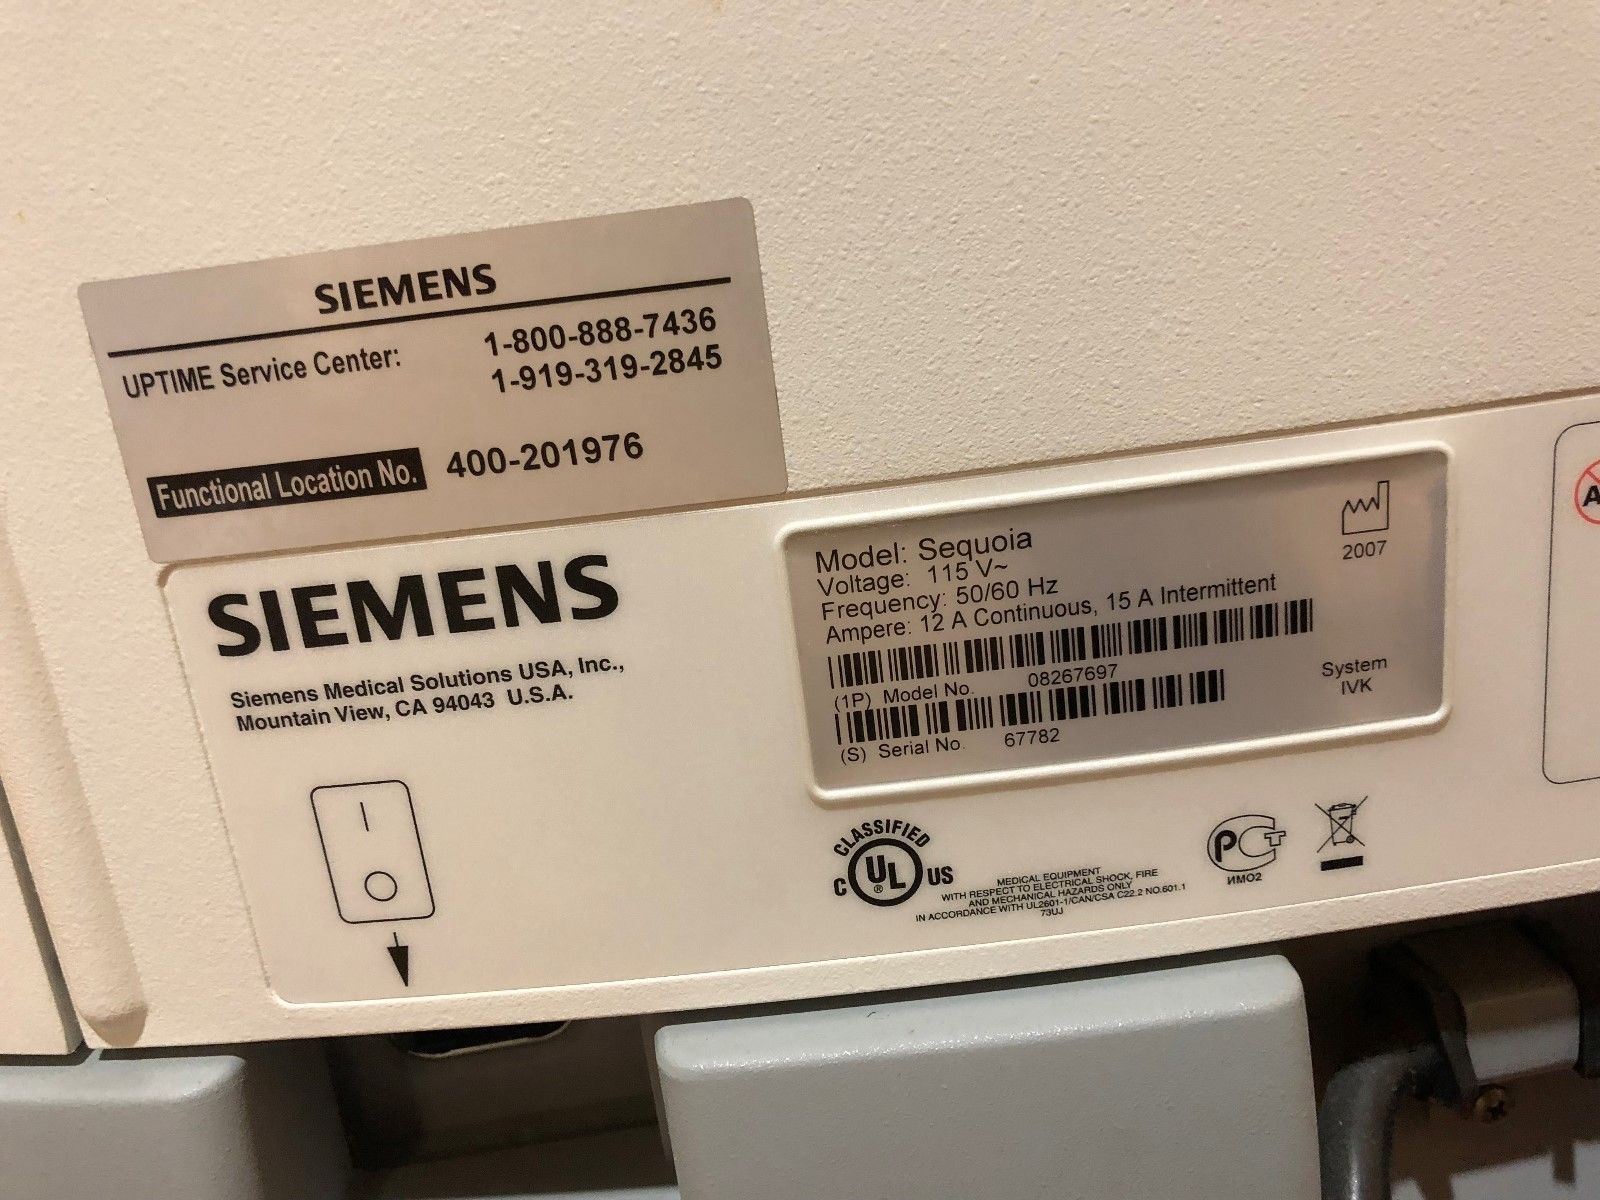 SIEMENS
UPTIME Service Center: 1-800-888-7436
1-919-319-2845
Functional Location No. 400-201976
SIEMENS
Siemens Medical Solutions USA, Inc.,
Mountain View, CA 94043 U.S.A.
Model: Sequoia
Voltage: 115 V~
Frequency: 50/60 Hz
Ampere: 12 A Continuous, 15 A Intermittent
2007
(1P) Model No. 08267697
(S) Serial No. 67782
System
IVK
CLASSIFIED
C UL® US
MEDICAL EQUIPMENT
WITH RESPECT TO ELECTRICAL SHOCK, FIRE
AND MECHANICAL HAZARDS ONLY
IN ACCORDANCE WITH UL2601-1/CAN/CSA C22.2 NO.601.1
73UJ
РСТ
ИМО2
A